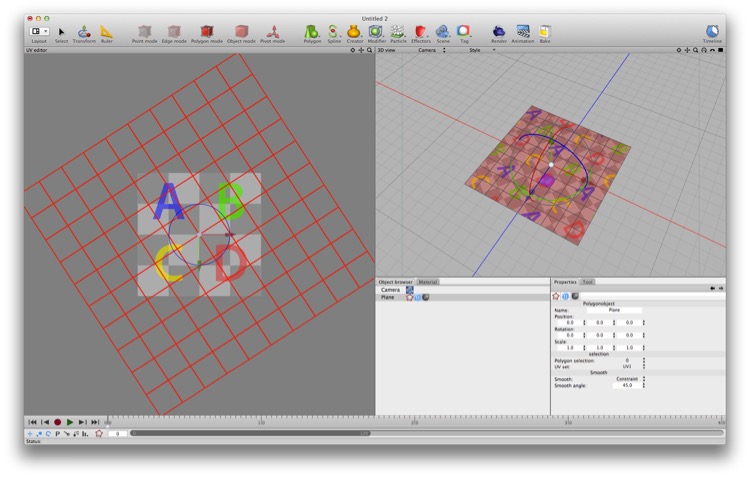 Untitled 2
Layout Select Transform Ruler Point mode Edge mode Polygon mode Object mode Pivot mode Polygon Spline Creator Modifier Particle Effectors Scene Tag Render Animation Bake Timeline
UV editor
3D view Camera Style
A B
C D
Object browser Material
Camera
Plane
Properties Tool
Polygonobject
Name: Plane
Position:
0.0 0.0 0.0
Rotation:
0.0 0.0 0.0
Scale:
1.0 1.0 1.0
selection
Polygon selection: 0
UV set: UV1
Smooth
Smooth: Constraint
Smooth angle: 45.0
P 0
Status: